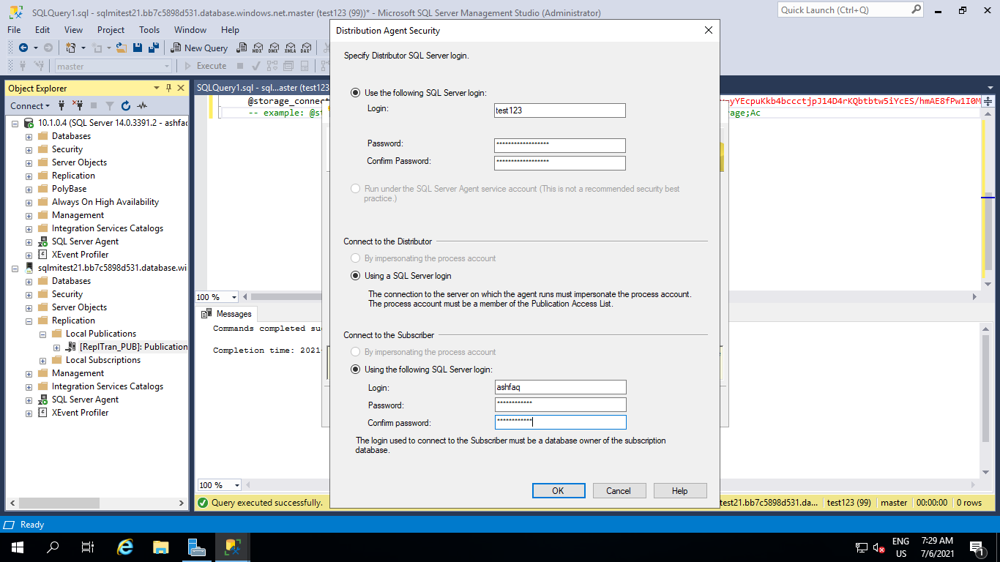 SQLQuery1.sql - sqlmitest21.bb7c5898d531.database.windows.net.master (test123 (99))* - Microsoft SQL Server Management Studio (Administrator)
Quick Launch (Ctrl+Q)
File Edit View Project Tools Window Help
New Query MDX DMX XMLA DAX
master Execute
Object Explorer
Connect
10.1.0.4 (SQL Server 14.0.3391.2 - ashfac
Databases
Security
Server Objects
Replication
PolyBase
Always On High Availability
Management
Integration Services Catalogs
SQL Server Agent
XEvent Profiler
sqlmitest21.bb7c5898d531.database.wi
Databases
Security
Server Objects
Replication
Local Publications
[ReplTran_PUB]: Publication
Local Subscriptions
Management
Integration Services Catalogs
SQL Server Agent
XEvent Profiler
SQLQuery1.sql - sql...aster (test123
@storage_connect
-- example: @st
yYEcpuKkb4bccctjpJ14D4rKQbtbtw5iYcES/hmAE8fPw1I0M
age;Ac
100 %
Messages
Commands completed suc
Completion time: 2021-
100 %
Query executed successfully.
test21.bb7c5898d531.da... test123 (99) master 00:00:00 0 rows
Distribution Agent Security
Specify Distributor SQL Server login.
Use the following SQL Server login:
Login: test123
Password: ******************
Confirm Password: ******************
Run under the SQL Server Agent service account (This is not a recommended security best
practice.)
Connect to the Distributor
By impersonating the process account
Using a SQL Server login
The connection to the server on which the agent runs must impersonate the process account.
The process account must be a member of the Publication Access List.
Connect to the Subscriber
By impersonating the process account
Using the following SQL Server login:
Login: ashfaq
Password: ************
Confirm password: ************
The login used to connect to the Subscriber must be a database owner of the subscription
database.
OK Cancel Help
Ready
ENG
US
7:29 AM
7/6/2021
1